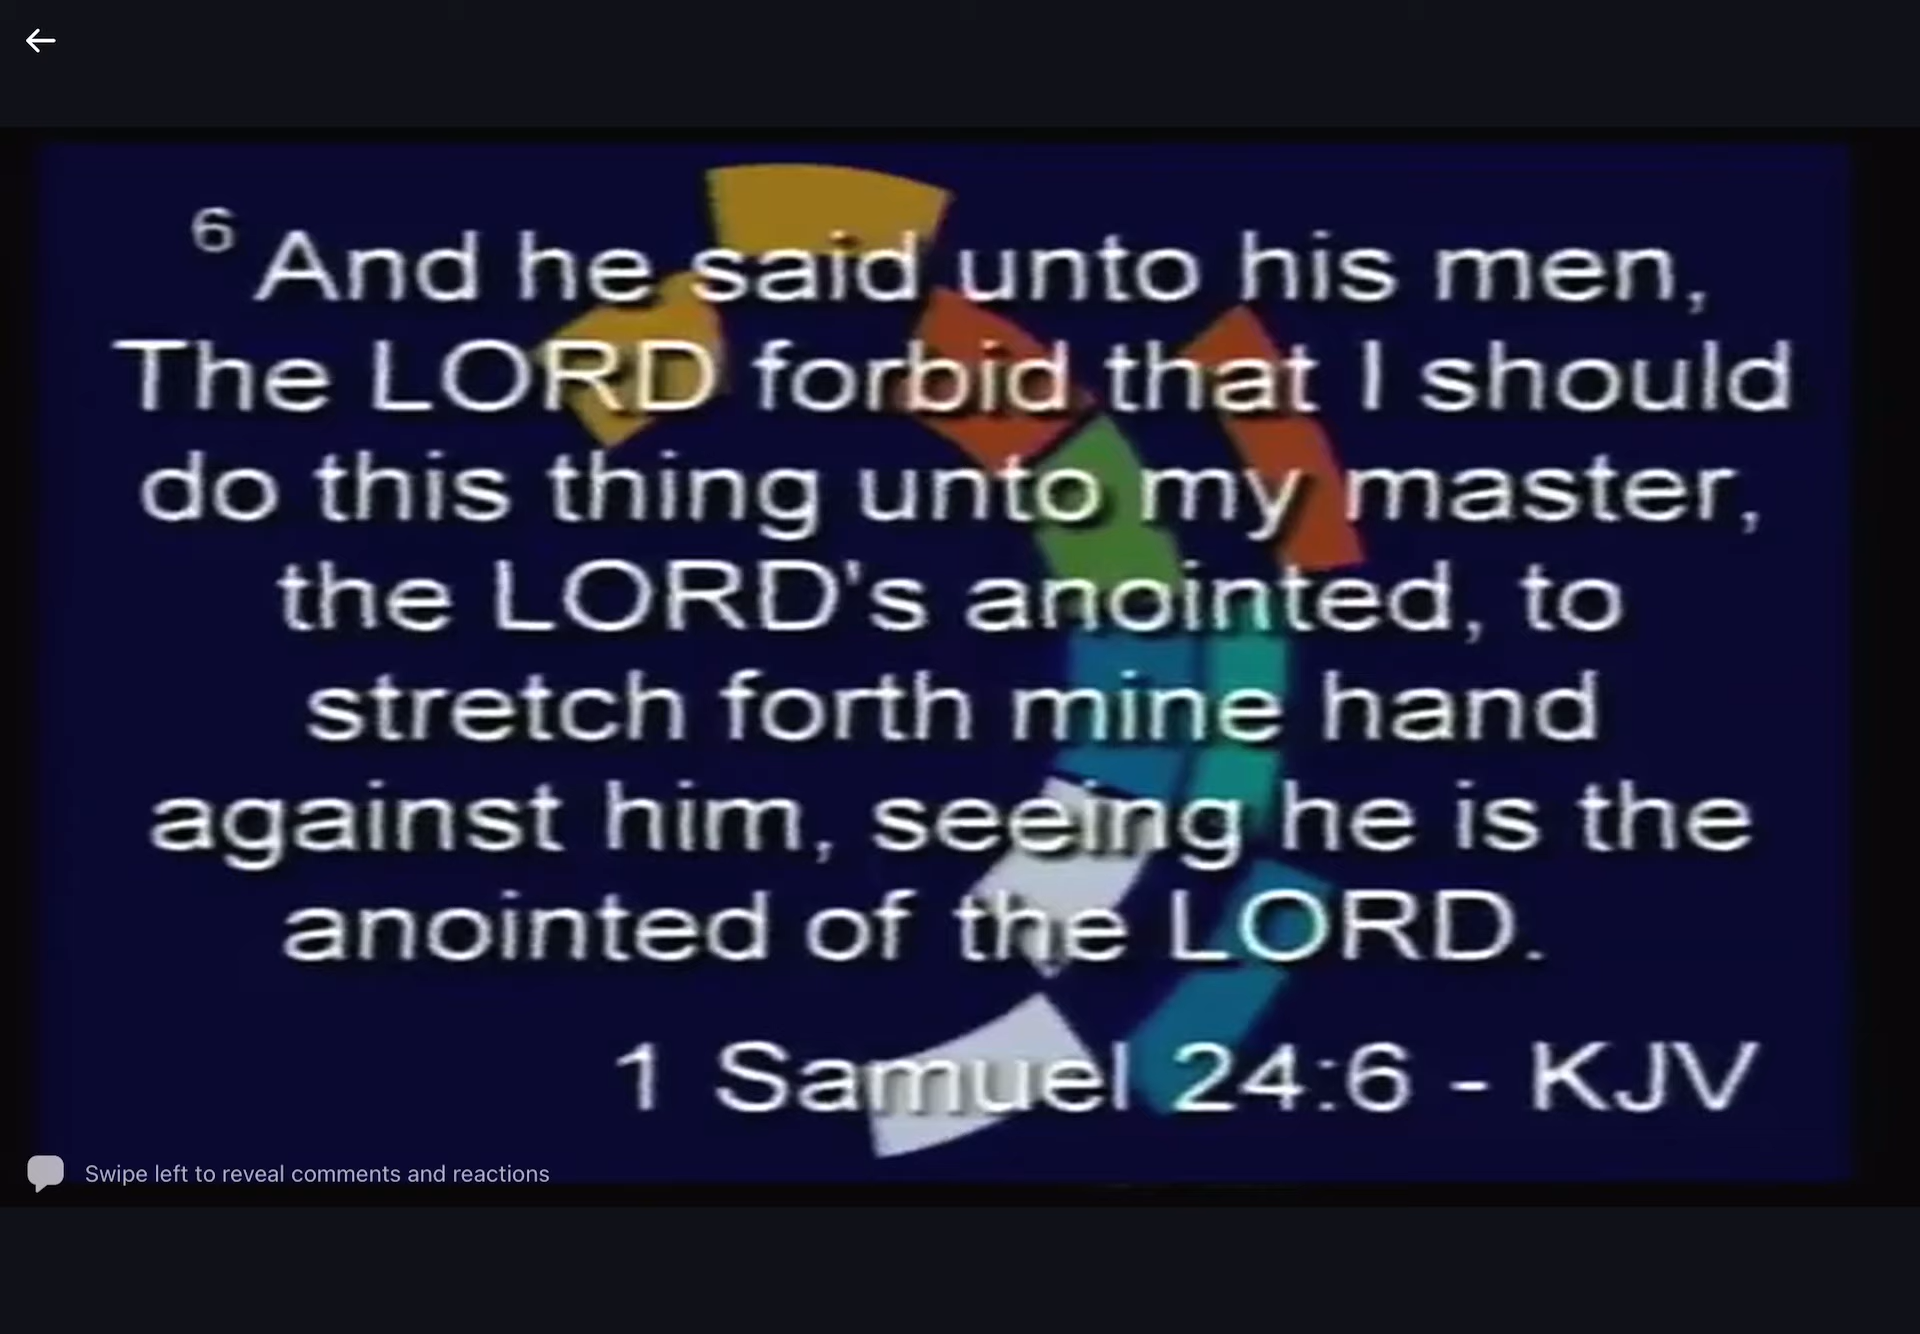 6 And he said unto his men,
The LORD forbid that I should
do this thing unto my master,
the LORD's anointed, to
stretch forth mine hand
against him, seeing he is the
anointed of the LORD.
1 Samuel 24:6 - KJV
Swipe left to reveal comments and reactions